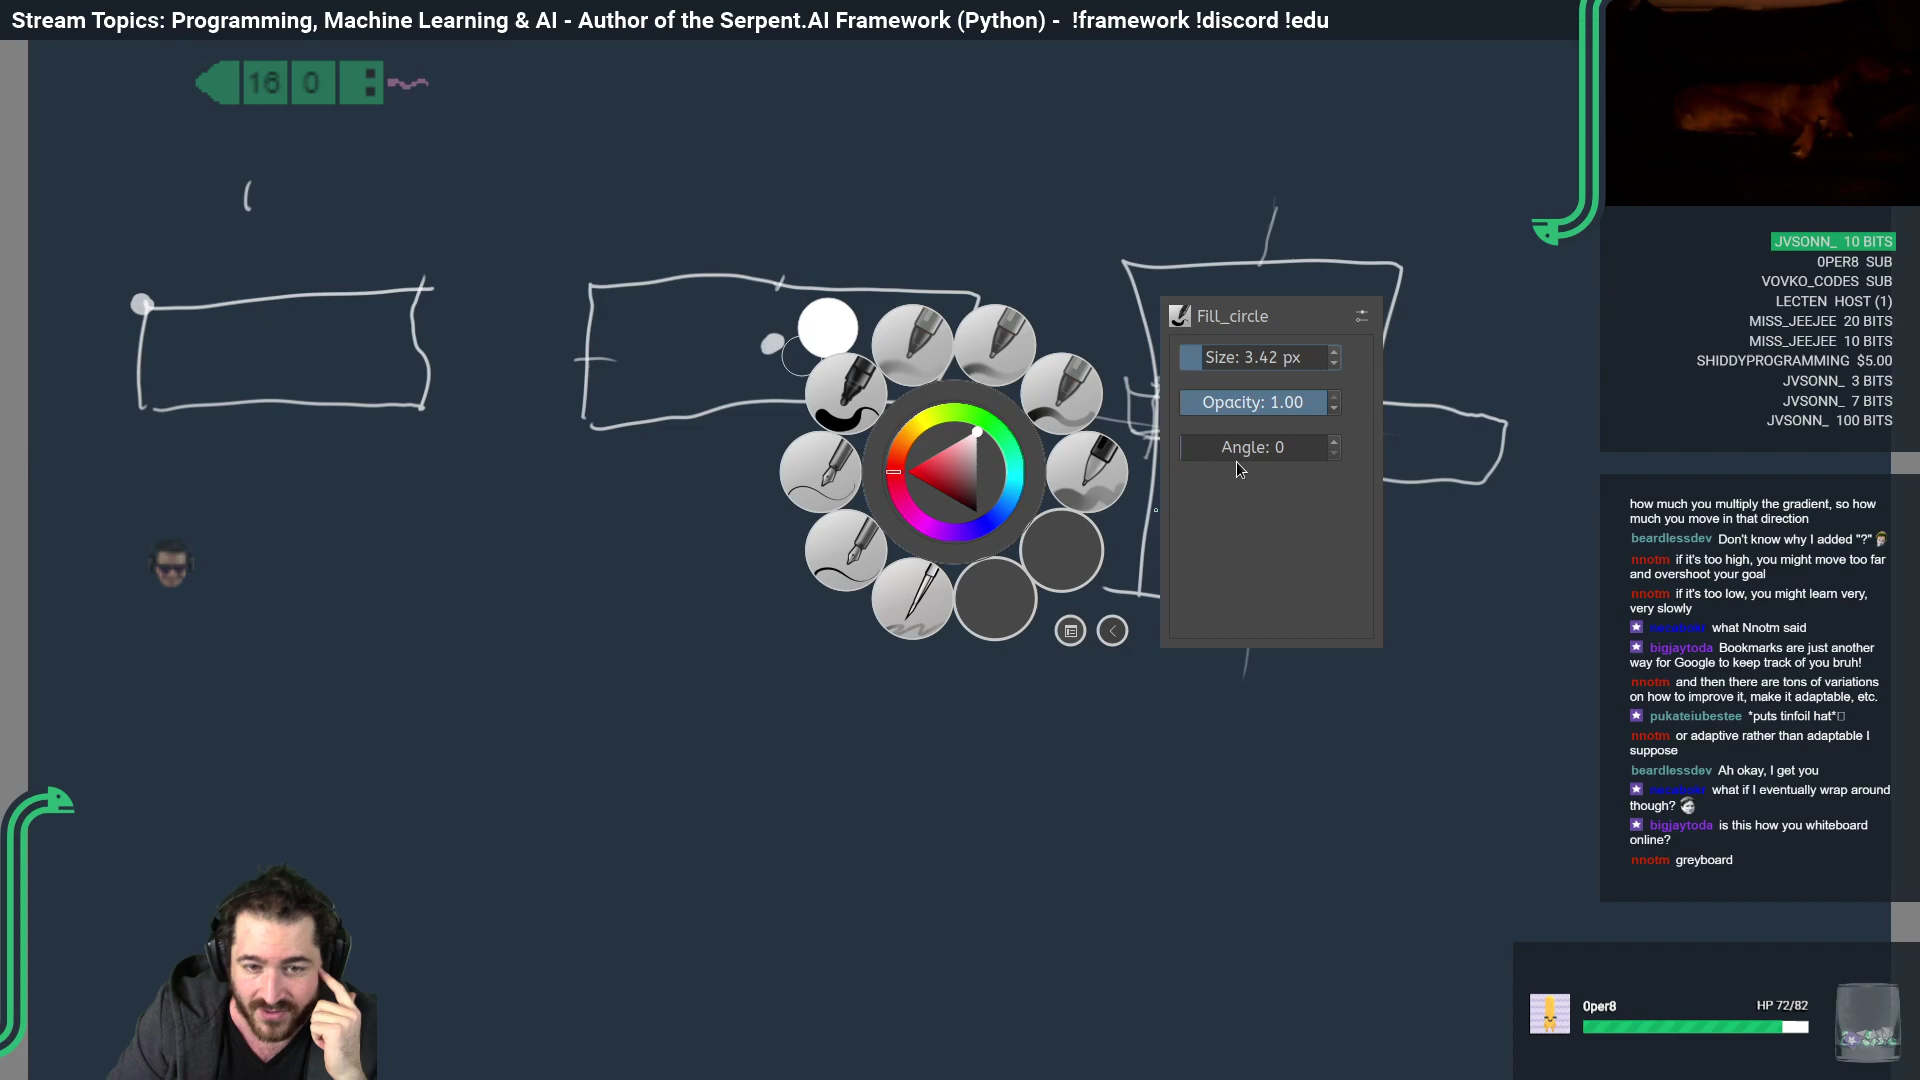 Stream Topics: Programming, Machine Learning & AI - Author of the Serpent.AI Framework (Python) - !framework !discord !edu
16 0 :
JVSONN_ 10 BITS
0PER8 SUB
VOVKO_CODES SUB
LECTEN HOST (1)
MISS_JEEJEE 20 BITS
MISS_JEEJEE 10 BITS
SHIDDYPROGRAMMING $5.00
JVSONN_ 3 BITS
JVSONN_ 7 BITS
JVSONN_ 100 BITS
Fill_circle
Size: 3.42 px
Opacity: 1.00
Angle: 0
how much you multiply the gradient, so how
much you move in that direction
beardlessdev Don't know why I added "?"
nnotm if it's too high, you might move too far
and overshoot your goal
nnotm if it's too low, you might learn very,
very slowly
what Nnotm said
bigjaytoda Bookmarks are just another
way for Google to keep track of you bruh!
nnotm and then there are tons of variations
on how to improve it, make it adaptable, etc.
pukateiubestee *puts tinfoil hat*
nnotm or adaptive rather than adaptable I
suppose
beardlessdev Ah okay, I get you
what if I eventually wrap around
though?
bigjaytoda is this how you whiteboard
online?
nnotm greyboard
0per8 HP 72/82